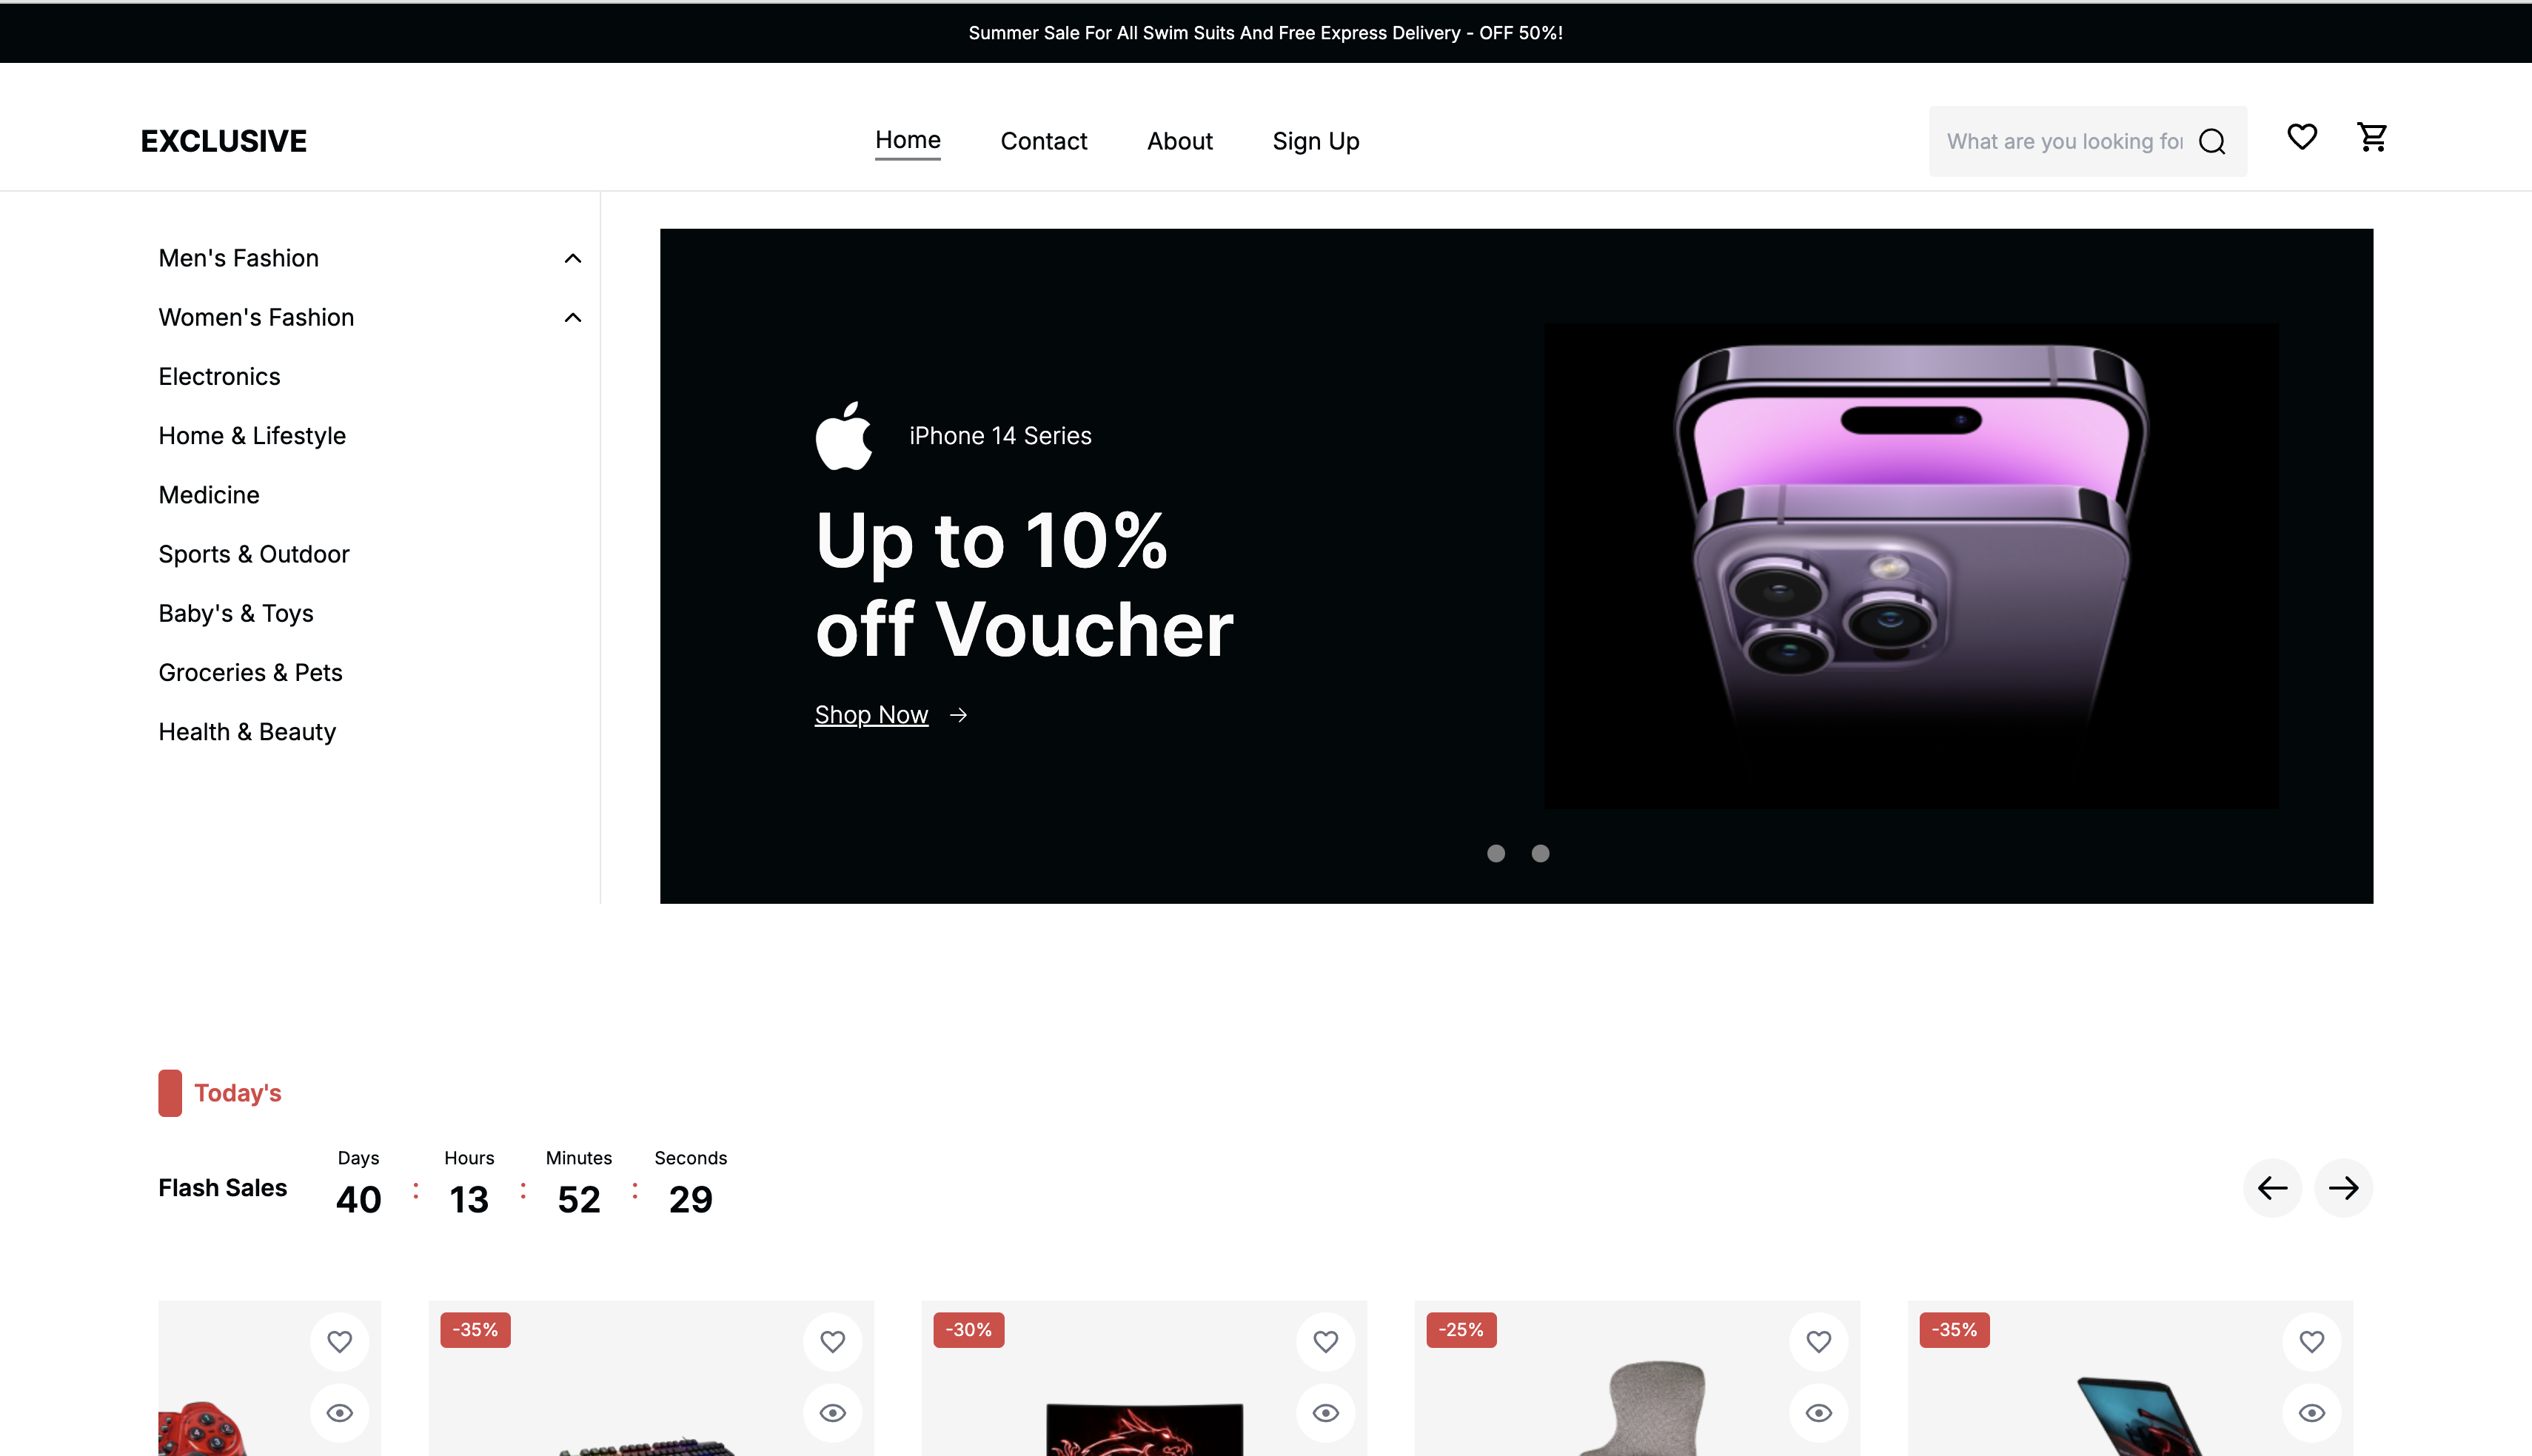 Summer Sale For All Swim Suits And Free Express Delivery - OFF 50%!
EXCLUSIVE
Home
Contact
About
Sign Up
What are you looking for
Men's Fashion
Women's Fashion
Electronics
Home & Lifestyle
Medicine
Sports & Outdoor
Baby's & Toys
Groceries & Pets
Health & Beauty
iPhone 14 Series
Up to 10%
off Voucher
Shop Now
Today's
Flash Sales
Days
Hours
Minutes
Seconds
40 : 13 : 52 : 29
-35%
-30%
-25%
-35%